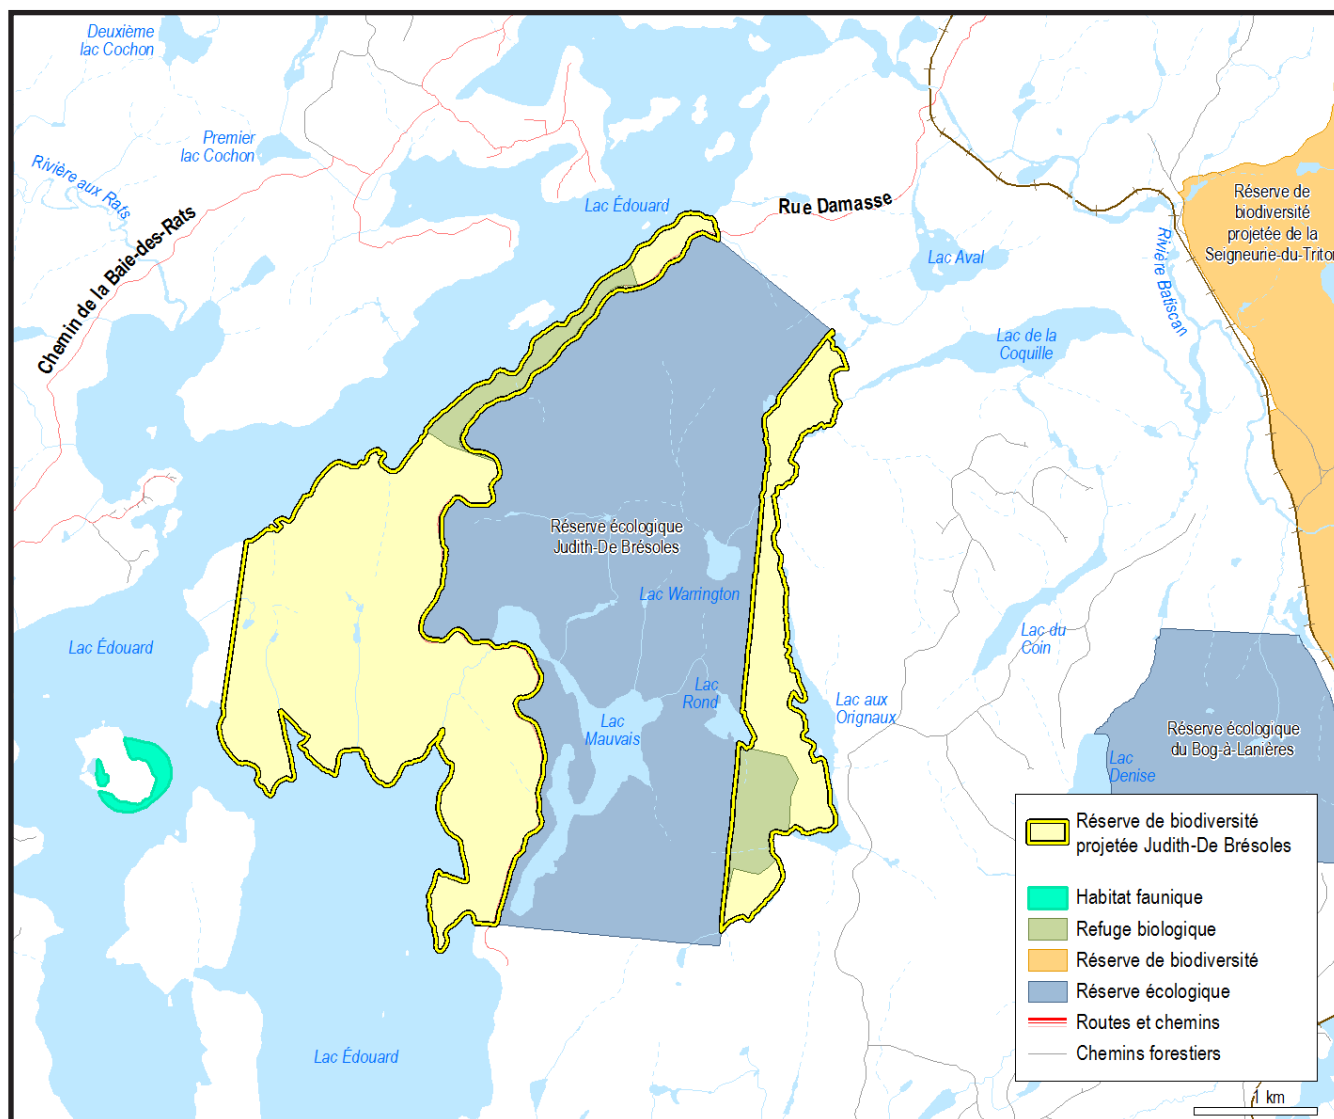 Deuxième
lac Cochon
Premier
lac Cochon
Rivière aux Rats
Chemin de la Baie-des-Rats
Lac Édouard
Rue Damasse
Lac Aval
Rivière Batiscan
Réserve de
biodiversité
projetée de la
Seigneurie-du-Triton
Lac de la
Coquille
Réserve écologique
Judith-De Brésoles
Lac Warrington
Lac Édouard
Lac du
Coin
Lac
Rond
Lac aux
Orignaux
Lac
Mauvais
Réserve écologique
du Bog-à-Lanières
Lac
Denise
Lac Édouard
Réserve de biodiversité
projetée Judith-De Brésoles
Habitat faunique
Refuge biologique
Réserve de biodiversité
Réserve écologique
Routes et chemins
Chemins forestiers
1 km